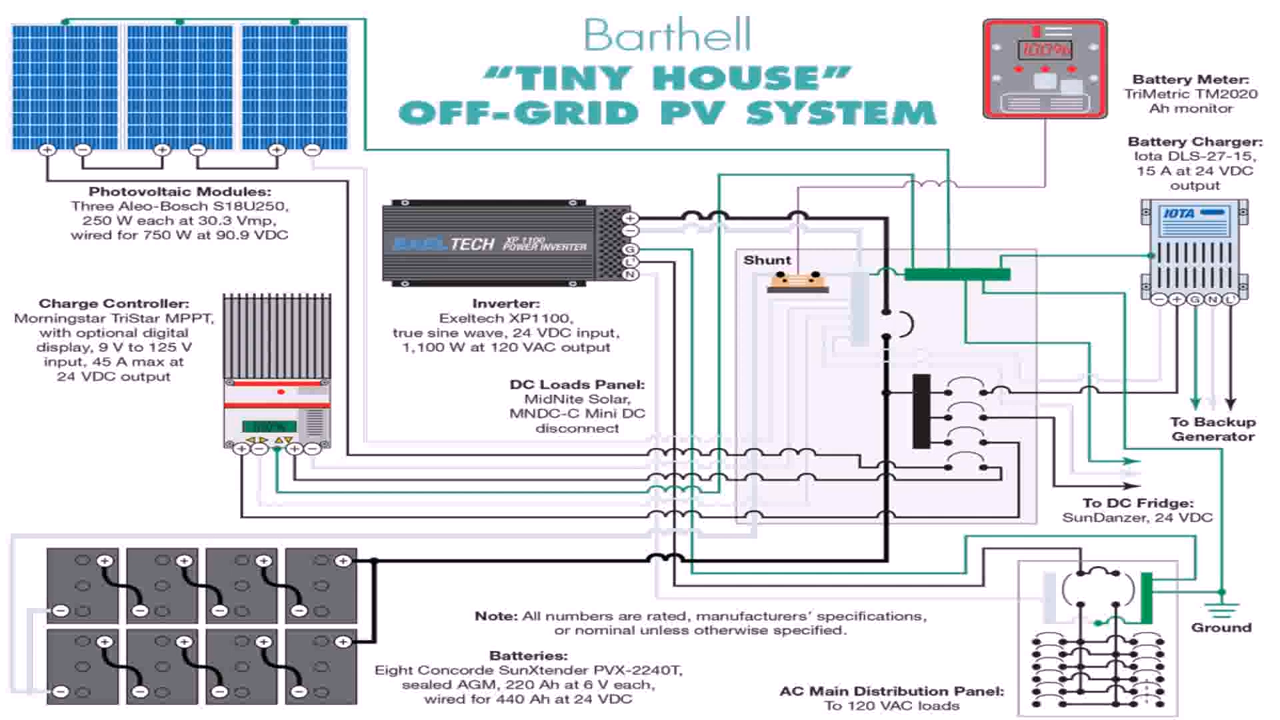 Barthell
“TINY HOUSE”
OFF-GRID PV SYSTEM
100%
Battery Meter:
TriMetric TM2020
Ah monitor
Battery Charger:
Iota DLS-27-15,
15 A at 24 VDC
output
IOTA
Photovoltaic Modules:
Three Aleo-Bosch S18U250,
250 W each at 30.3 Vmp,
wired for 750 W at 90.9 VDC
EXELTECH XP 1100
POWER INVERTER
G
L
N
Shunt
Charge Controller:
Morningstar TriStar MPPT,
with optional digital
display, 9 V to 125 V
input, 45 A max at
24 VDC output
Inverter:
Exeltech XP1100,
true sine wave, 24 VDC input,
1,100 W at 120 VAC output
G N L
DC Loads Panel:
MidNite Solar,
MNDC-C Mini DC
disconnect
To Backup
Generator
100%
To DC Fridge:
SunDanzer, 24 VDC
Note: All numbers are rated, manufacturers’ specifications,
or nominal unless otherwise specified.
Ground
Batteries:
Eight Concorde SunXtender PVX-2240T,
sealed AGM, 220 Ah at 6 V each,
wired for 440 Ah at 24 VDC
AC Main Distribution Panel:
To 120 VAC loads